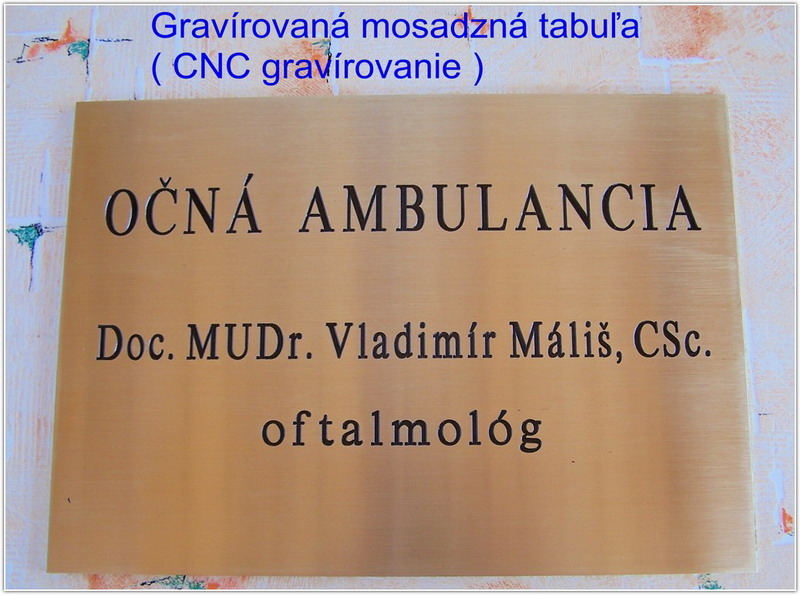 Gravírovaná mosadzná tabuľa
( CNC gravírovanie )
OČNÁ AMBULANCIA
Doc. MUDr. Vladimír Máliš, CSc.
oftalmológ